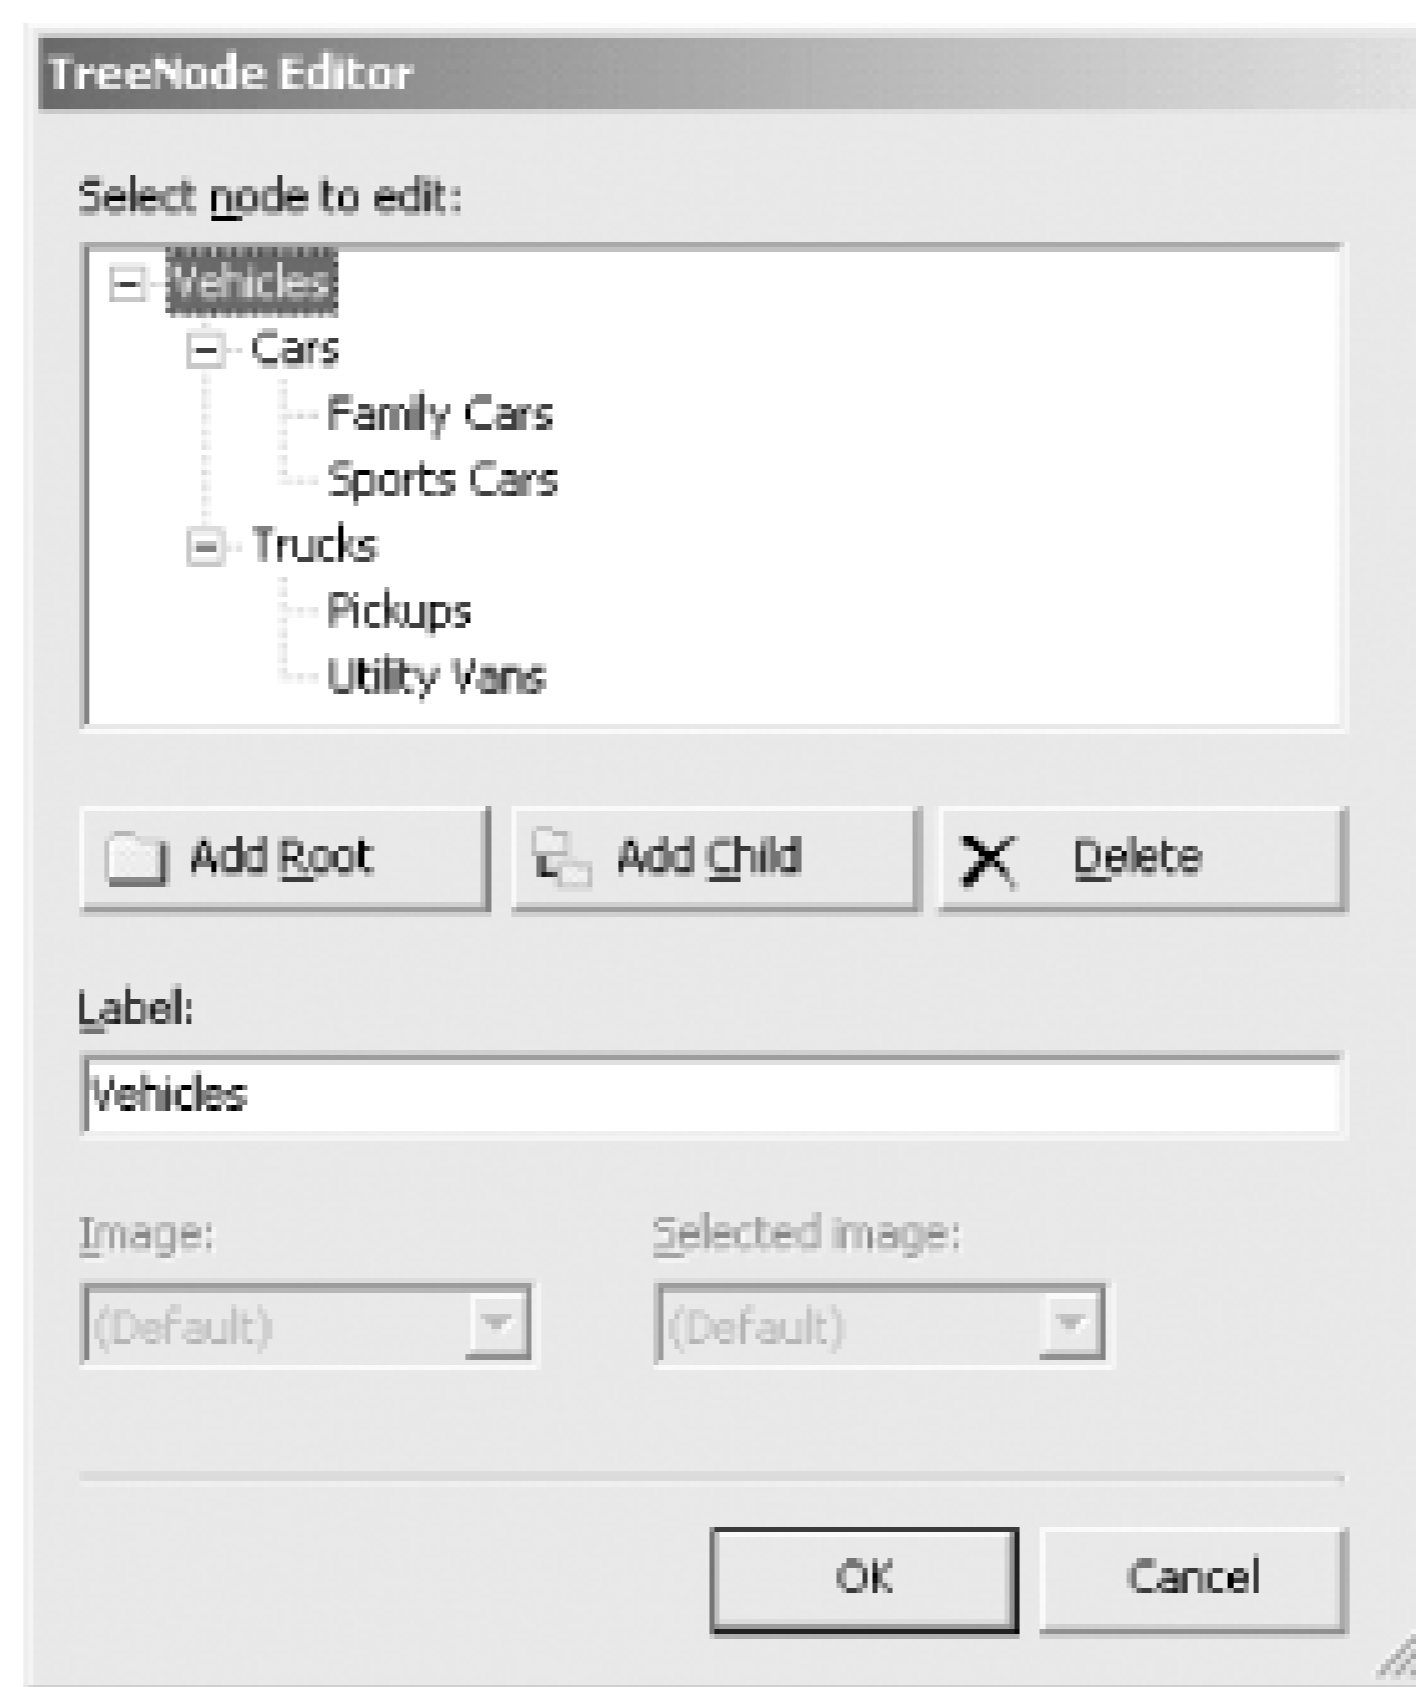 TreeNode Editor
Select node to edit:
Vehicles
Cars
Family Cars
Sports Cars
Trucks
Pickups
Utility Vans
Add Root Add Child Delete
Label:
Vehicles
Image: Selected image:
(Default) (Default)
OK Cancel